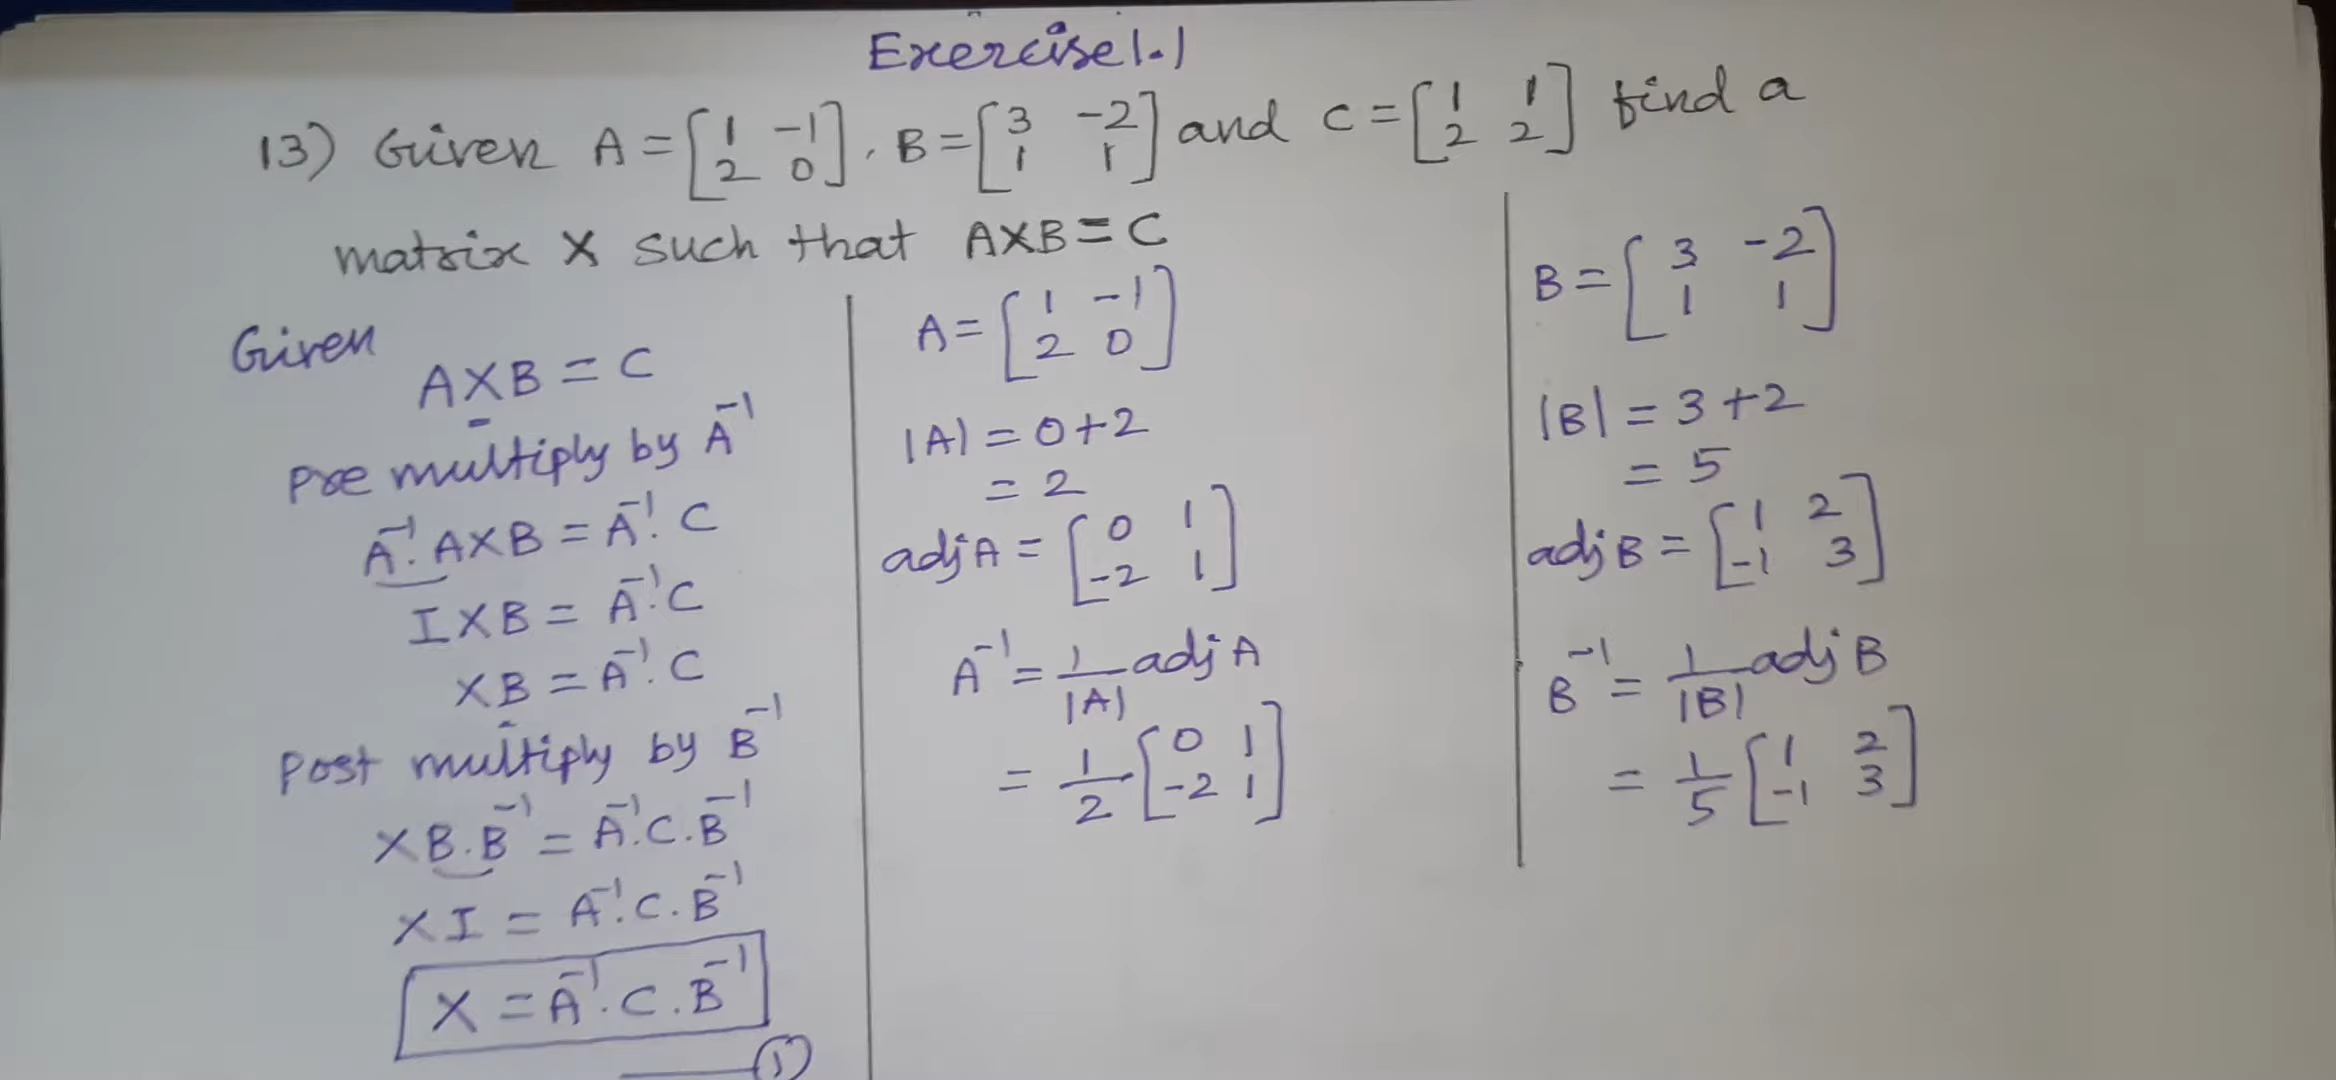 Exercise 1.1
13) Given A = [1 -1
2 0], B = [3 -2
1 1] and C = [1 1
2 2] find a
matrix X such that AXB = C
Given
AXB = C
Pre multiply by A⁻¹
A⁻¹. AXB = A⁻¹. C
IXB = A⁻¹. C
XB = A⁻¹. C
Post multiply by B⁻¹
XB.B⁻¹ = A⁻¹.C.B⁻¹
XI = A⁻¹.C.B⁻¹
X = A⁻¹.C.B⁻¹
①
A = [1 -1
2 0]
|A| = 0+2
= 2
adj A = [0 1
-2 1]
A⁻¹ = 1/|A| adj A
= 1/2 [0 1
-2 1]
B = [3 -2
1 1]
|B| = 3+2
= 5
adj B = [1 2
-1 3]
B⁻¹ = 1/|B| adj B
= 1/5 [1 2
-1 3]